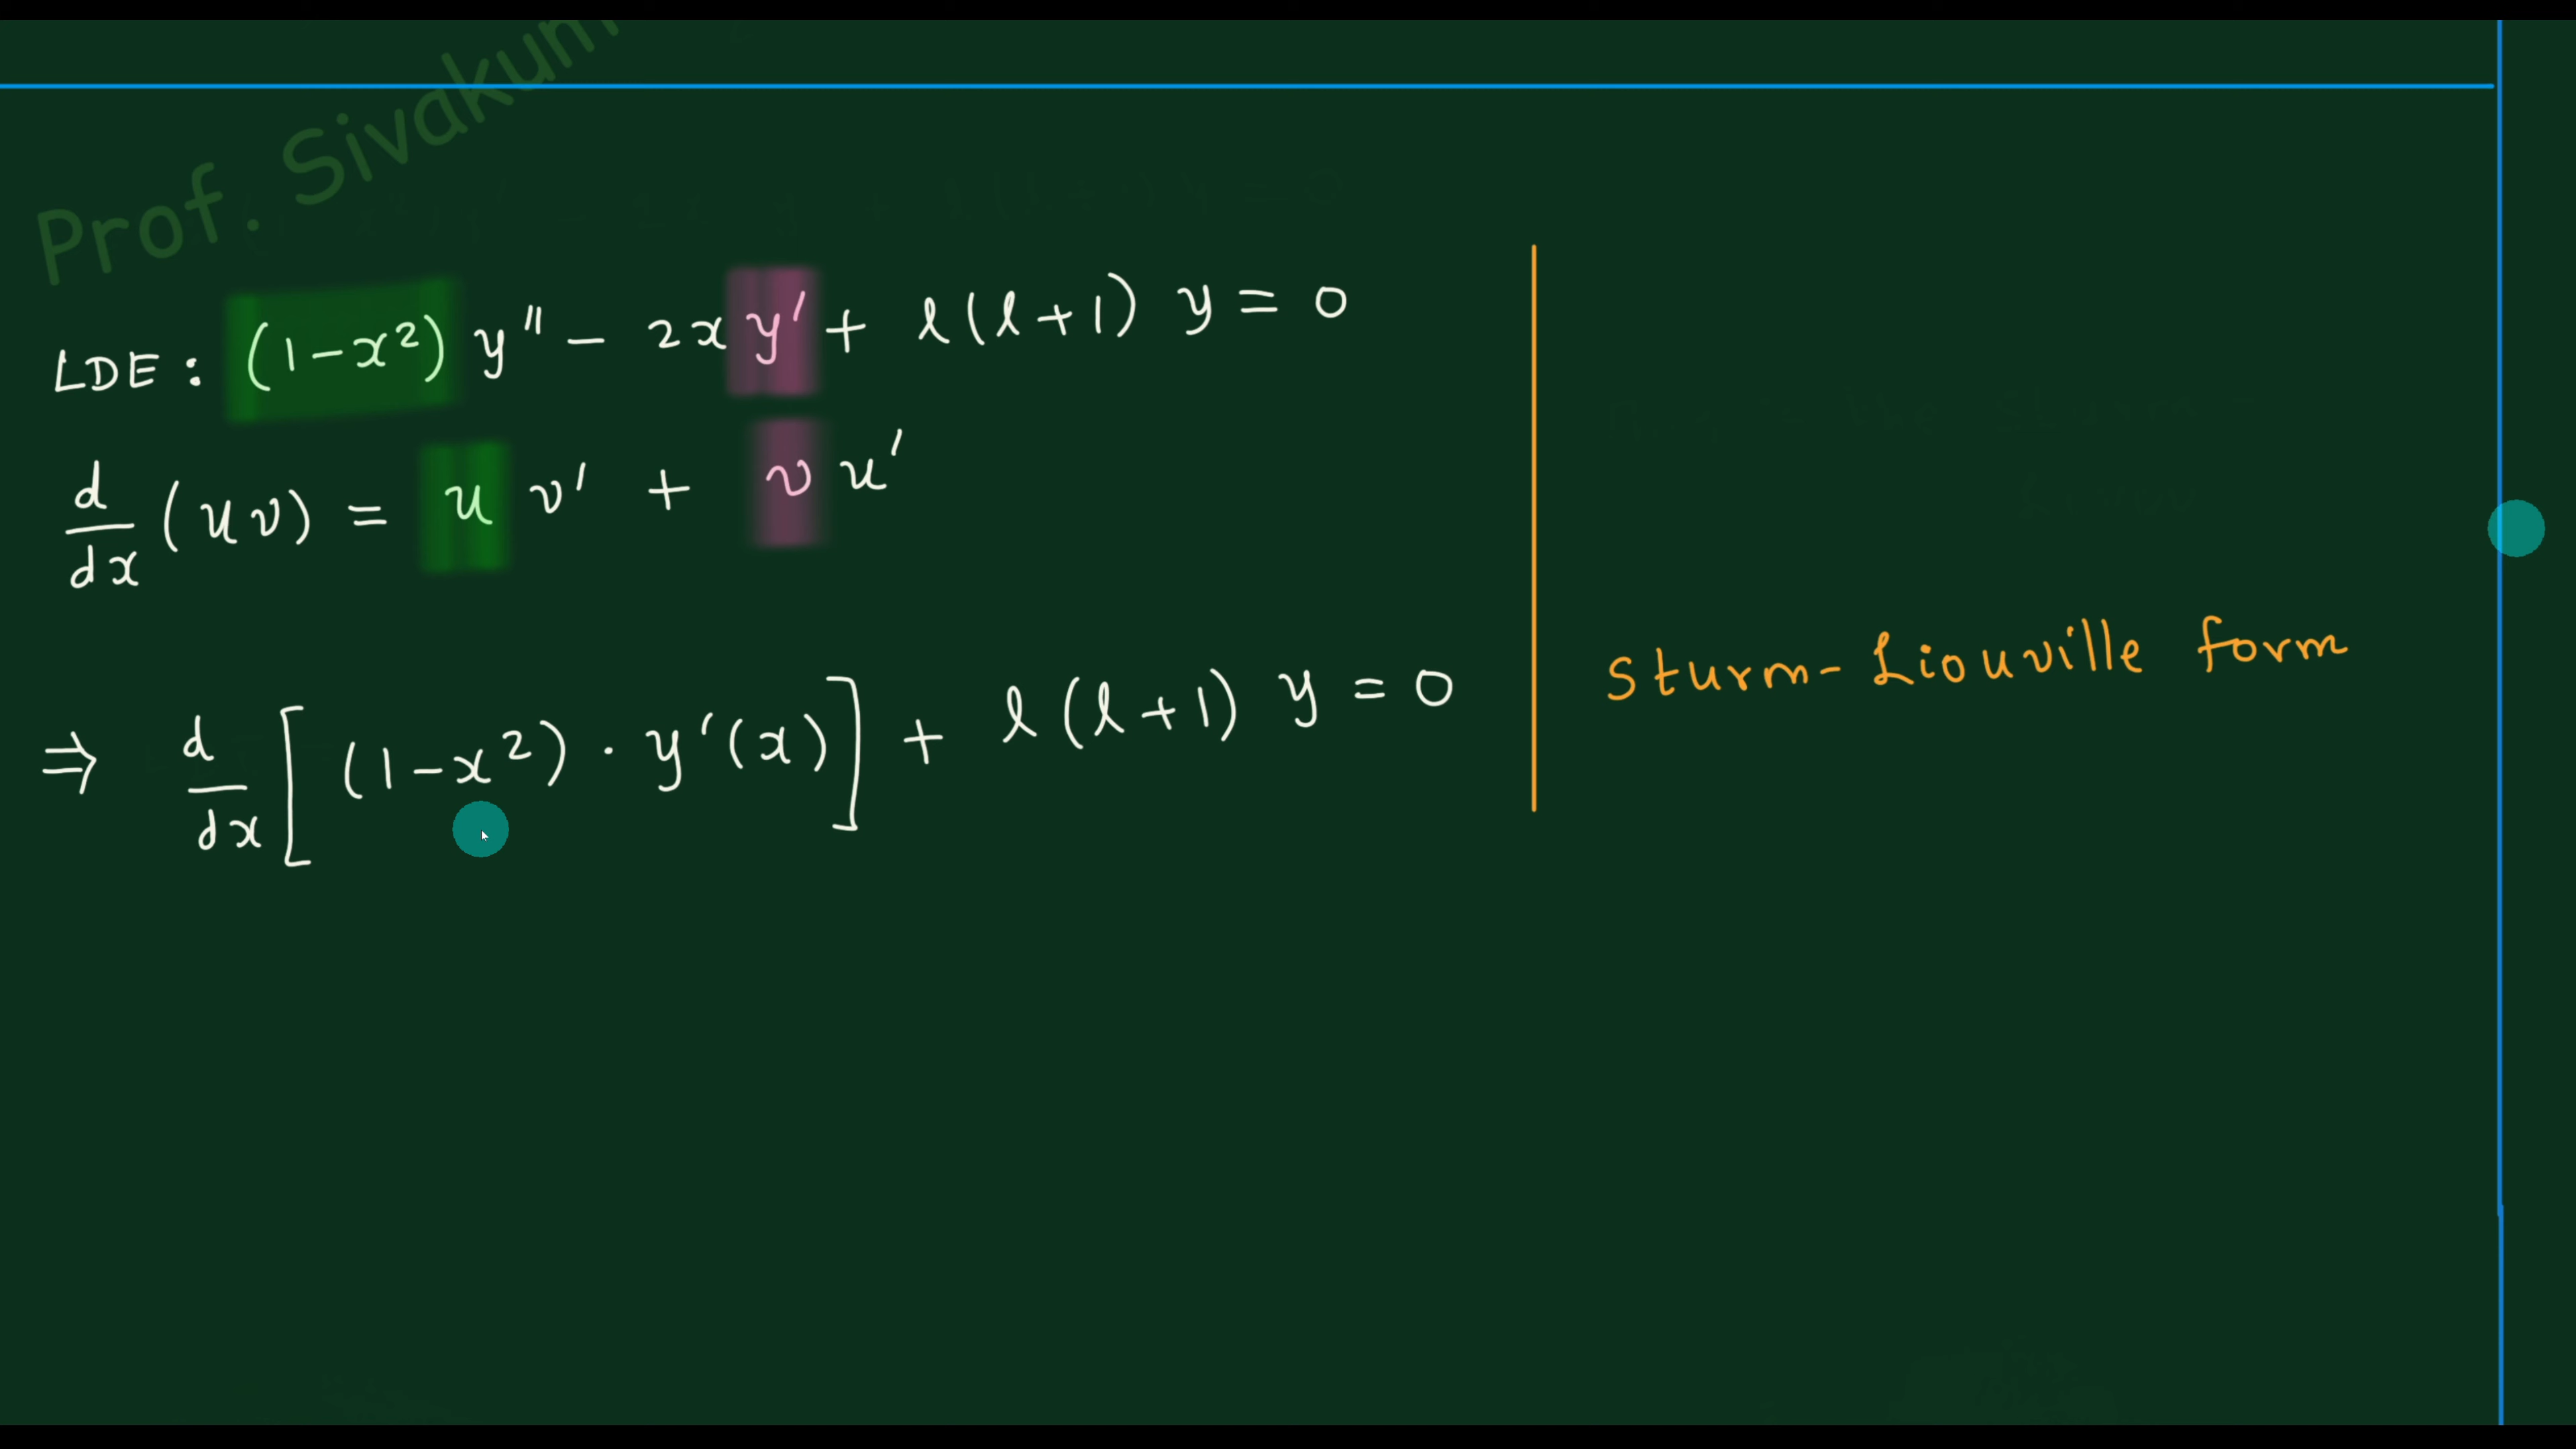 Prof. Sivakum
LDE: (1-x²) y" - 2x y' + l(l+1) y = 0
d/dx (uv) = u v' + v u'
⇒ d/dx [(1-x²) · y'(x)] + l(l+1) y = 0
Sturm-Liouville form